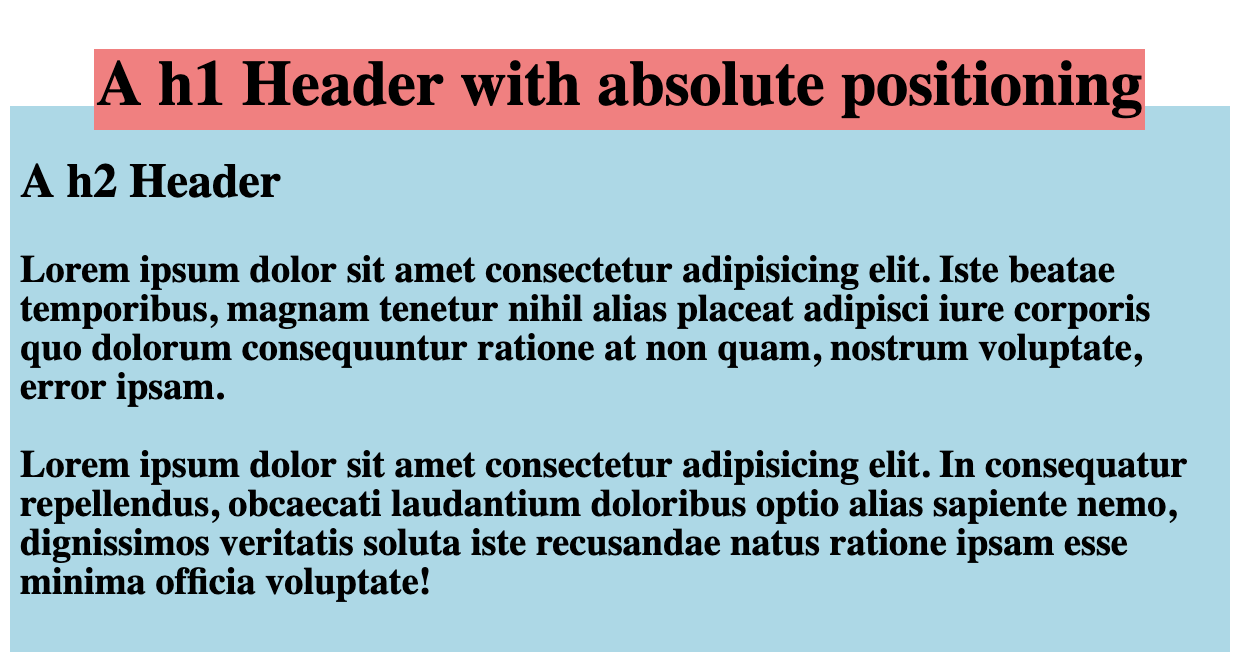 A h1 Header with absolute positioning
A h2 Header
Lorem ipsum dolor sit amet consectetur adipisicing elit. Iste beatae
temporibus, magnam tenetur nihil alias placeat adipisci iure corporis
quo dolorum consequuntur ratione at non quam, nostrum voluptate,
error ipsam.
Lorem ipsum dolor sit amet consectetur adipisicing elit. In consequatur
repellendus, obcaecati laudantium doloribus optio alias sapiente nemo,
dignissimos veritatis soluta iste recusandae natus ratione ipsam esse
minima officia voluptate!